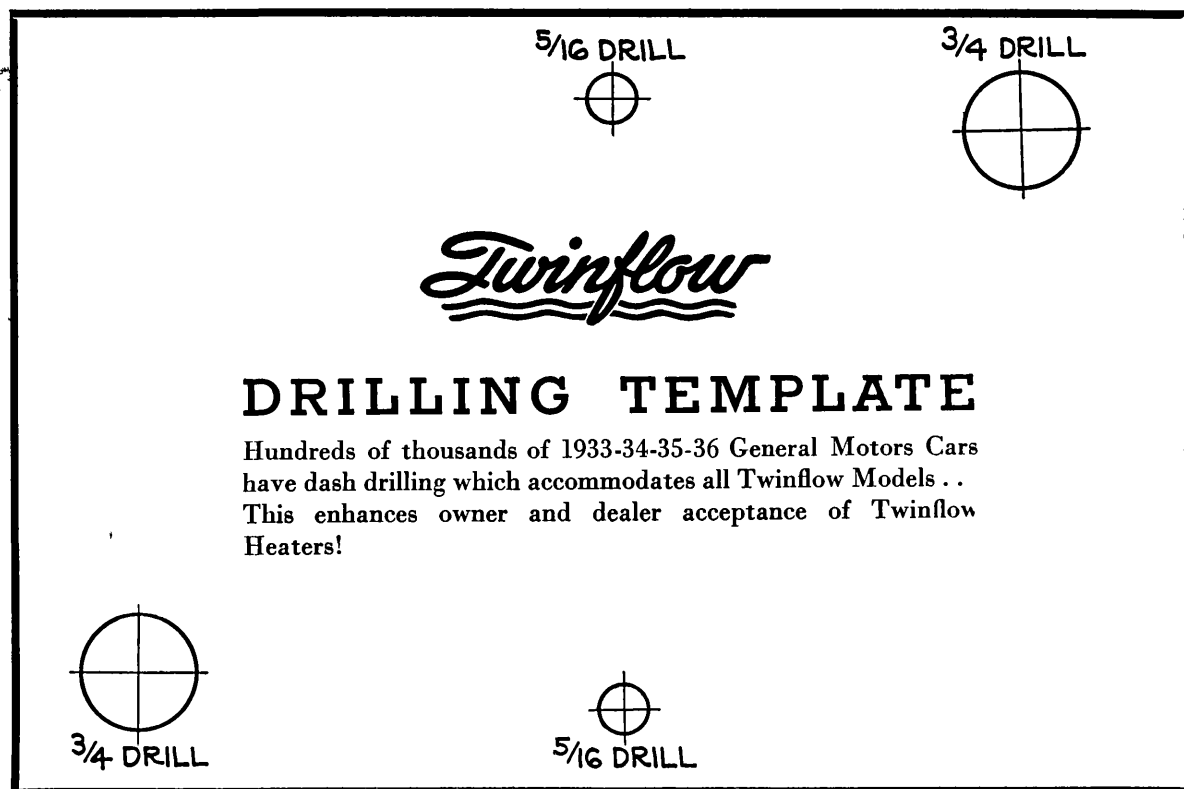 5/16 DRILL
3/4 DRILL
Twinflow
DRILLING TEMPLATE
Hundreds of thousands of 1933-34-35-36 General Motors Cars
have dash drilling which accommodates all Twinflow Models . .
This enhances owner and dealer acceptance of Twinflow
Heaters!
3/4 DRILL
5/16 DRILL